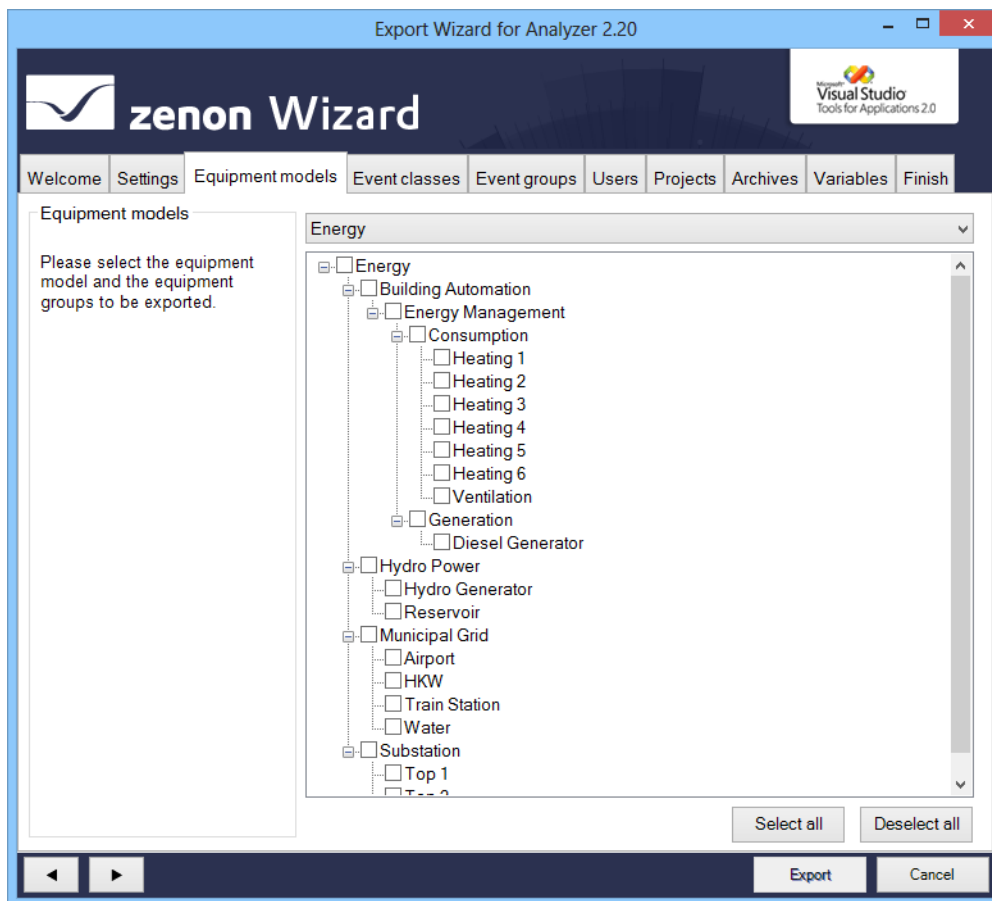 Export Wizard for Analyzer 2.20
zenon Wizard
Microsoft
Visual Studio
Tools for Applications 2.0
Welcome Settings Equipment models Event classes Event groups Users Projects Archives Variables Finish
Equipment models
Please select the equipment
model and the equipment
groups to be exported.
Energy
Energy
Building Automation
Energy Management
Consumption
Heating 1
Heating 2
Heating 3
Heating 4
Heating 5
Heating 6
Ventilation
Generation
Diesel Generator
Hydro Power
Hydro Generator
Reservoir
Municipal Grid
Airport
HKW
Train Station
Water
Substation
Top 1
Top 2
Select all Deselect all
Export Cancel